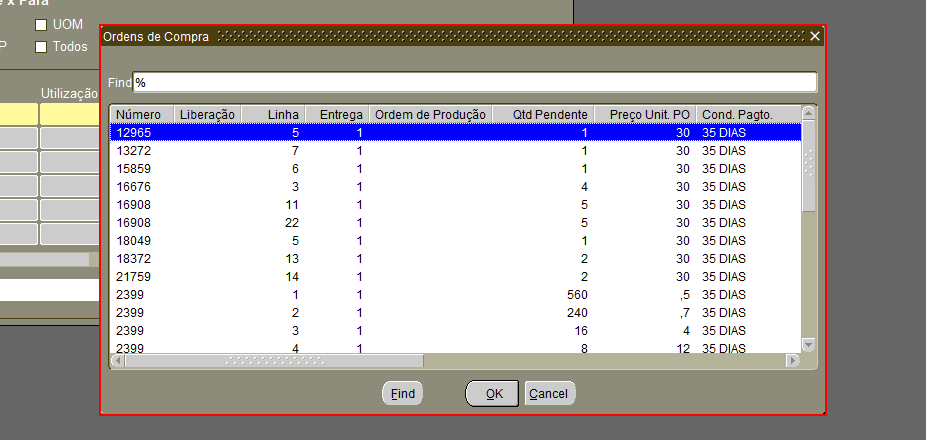 e x Para
UOM
P
Todos
Utilização
Ordens de Compra
Find %
Número Liberação Linha Entrega Ordem de Produção Qtd Pendente Preço Unit. PO Cond. Pagto.
12965 5 1 1 30 35 DIAS
13272 7 1 1 30 35 DIAS
15859 6 1 1 30 35 DIAS
16676 3 1 4 30 35 DIAS
16908 11 1 5 30 35 DIAS
16908 22 1 5 30 35 DIAS
18049 5 1 1 30 35 DIAS
18372 13 1 2 30 35 DIAS
21759 14 1 2 30 35 DIAS
2399 1 1 560 ,5 35 DIAS
2399 2 1 240 ,7 35 DIAS
2399 3 1 16 4 35 DIAS
2399 4 1 8 12 35 DIAS
Find OK Cancel